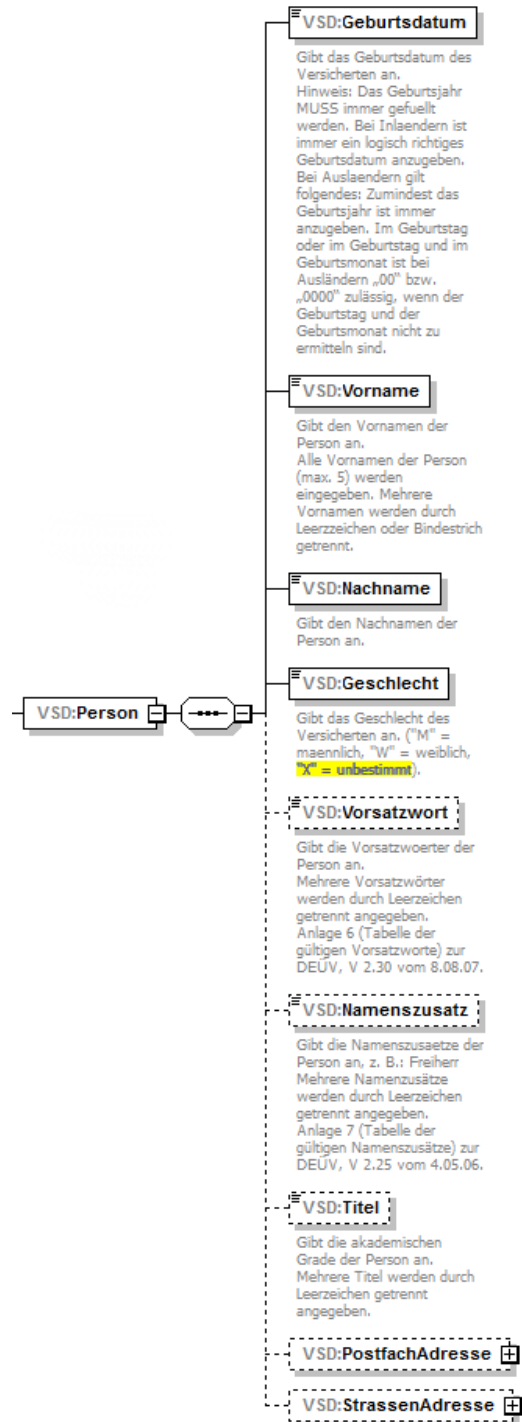 VSD:Geburtsdatum
Gibt das Geburtsdatum des
Versicherten an.
Hinweis: Das Geburtsjahr
MUSS immer gefuellt
werden. Bei Inlaendern ist
immer ein logisch richtiges
Geburtsdatum anzugeben.
Bei Auslaendern gilt
folgendes: Zumindest das
Geburtsjahr ist immer
anzugeben. Im Geburtstag
oder im Geburtstag und im
Geburtsmonat ist bei
Ausländern „00" bzw.
„0000" zulässig, wenn der
Geburtstag und der
Geburtsmonat nicht zu
ermitteln sind.
VSD:Vorname
Gibt den Vornamen der
Person an.
Alle Vornamen der Person
(max. 5) werden
eingegeben. Mehrere
Vornamen werden durch
Leerzzeichen oder Bindestrich
getrennt.
VSD:Nachname
Gibt den Nachnamen der
Person an.
VSD:Geschlecht
VSD:Person
Gibt das Geschlecht des
Versicherten an. ("M" =
maennlich, "W" = weiblich,
"X" = unbestimmt).
VSD:Vorsatzwort
Gibt die Vorsatzwoerter der
Person an.
Mehrere Vorsatzwörter
werden durch Leerzeichen
getrennt angegeben.
Anlage 6 (Tabelle der
gültigen Vorsatzworte) zur
DEÜV, V 2.30 vom 8.08.07.
VSD:Namenszusatz
Gibt die Namenszusaetze der
Person an, z. B.: Freiherr
Mehrere Namenzusätze
werden durch Leerzeichen
getrennt angegeben.
Anlage 7 (Tabelle der
gültigen Namenszusätze) zur
DEÜV, V 2.25 vom 4.05.06.
VSD:Titel
Gibt die akademischen
Grade der Person an.
Mehrere Titel werden durch
Leerzeichen getrennt
angegeben.
VSD:PostfachAdresse
VSD:StrassenAdresse